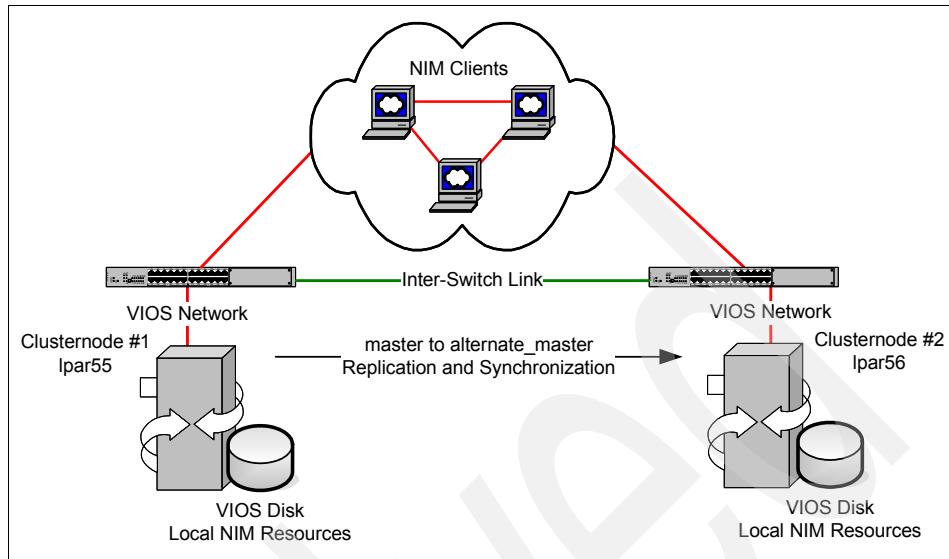 NIM Clients
Inter-Switch Link
VIOS Network
VIOS Network
Clusternode #1
lpar55
master to alternate_master
Replication and Synchronization
Clusternode #2
lpar56
VIOS Disk
Local NIM Resources
VIOS Disk
Local NIM Resources